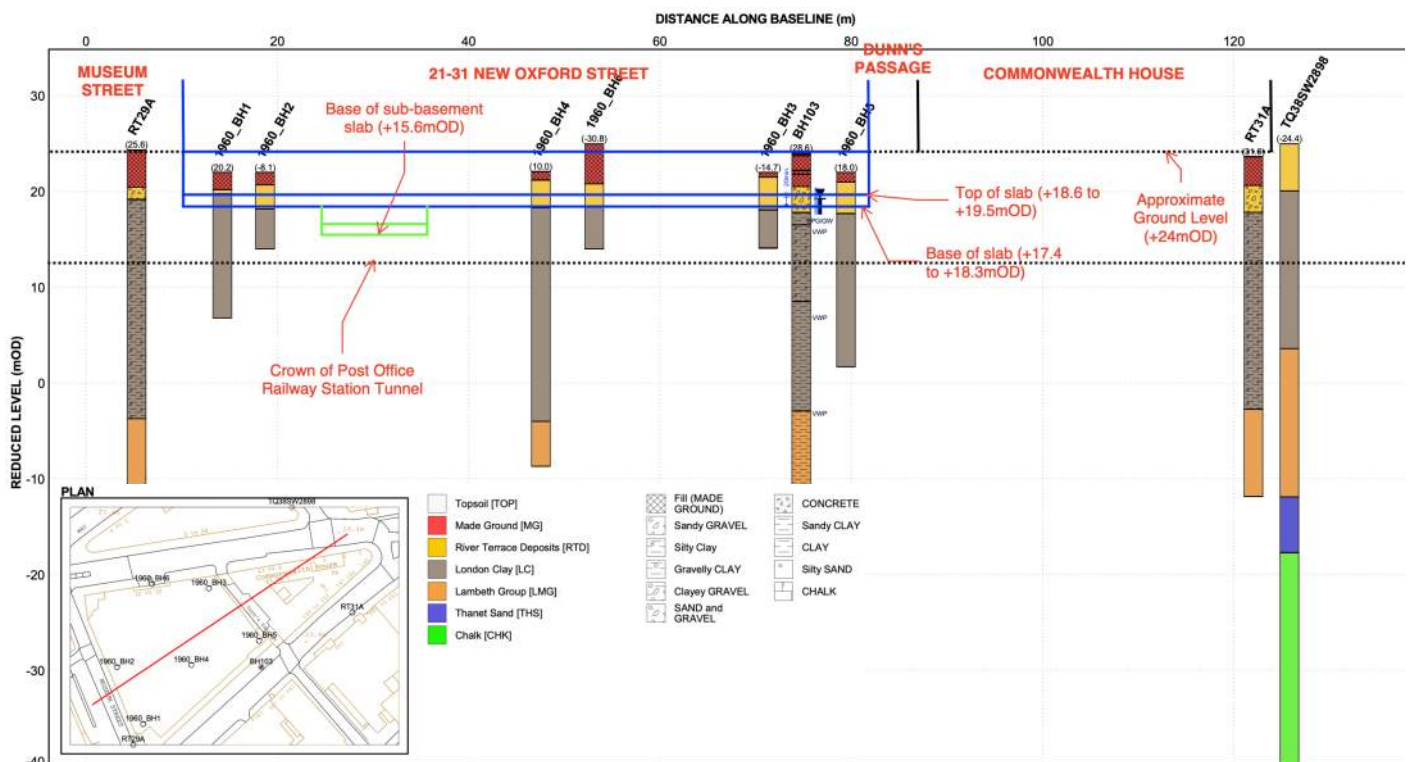 DISTANCE ALONG BASELINE (m)
0 20 40 60 80 100 120
MUSEUM
STREET
21-31 NEW OXFORD STREET
DUNN'S
PASSAGE
COMMONWEALTH HOUSE
RT29A
1960_BH1
1960_BH2
1960_BH4
1960_BH6
1960_BH3
BH103
1960_BH5
RT31A
TQ38SW2898
(25.6)
(20.2)
(-8.1)
(10.0)
(-30.8)
(-14.7)
(28.6)
(18.0)
(-24.4)
Base of sub-basement
slab (+15.6mOD)
Top of slab (+18.6 to
+19.5mOD)
Approximate
Ground Level
(+24mOD)
Base of slab (+17.4
to +18.3mOD)
Crown of Post Office
Railway Station Tunnel
VWP
VWP
VWP
REDUCED LEVEL (mOD)
30
20
10
0
-10
-20
-30
-40
PLAN
TQ38SW2898
1960_BH6
1960_BH3
RT31A
1960_BH5
1960_BH2
1960_BH4
BH103
1960_BH1
RT29A
Topsoil [TOP]
Made Ground [MG]
River Terrace Deposits [RTD]
London Clay [LC]
Lambeth Group [LMG]
Thanet Sand [THS]
Chalk [CHK]
Fill (MADE
GROUND)
Sandy GRAVEL
Silty Clay
Gravelly CLAY
Clayey GRAVEL
SAND and
GRAVEL
CONCRETE
Sandy CLAY
CLAY
Silty SAND
CHALK